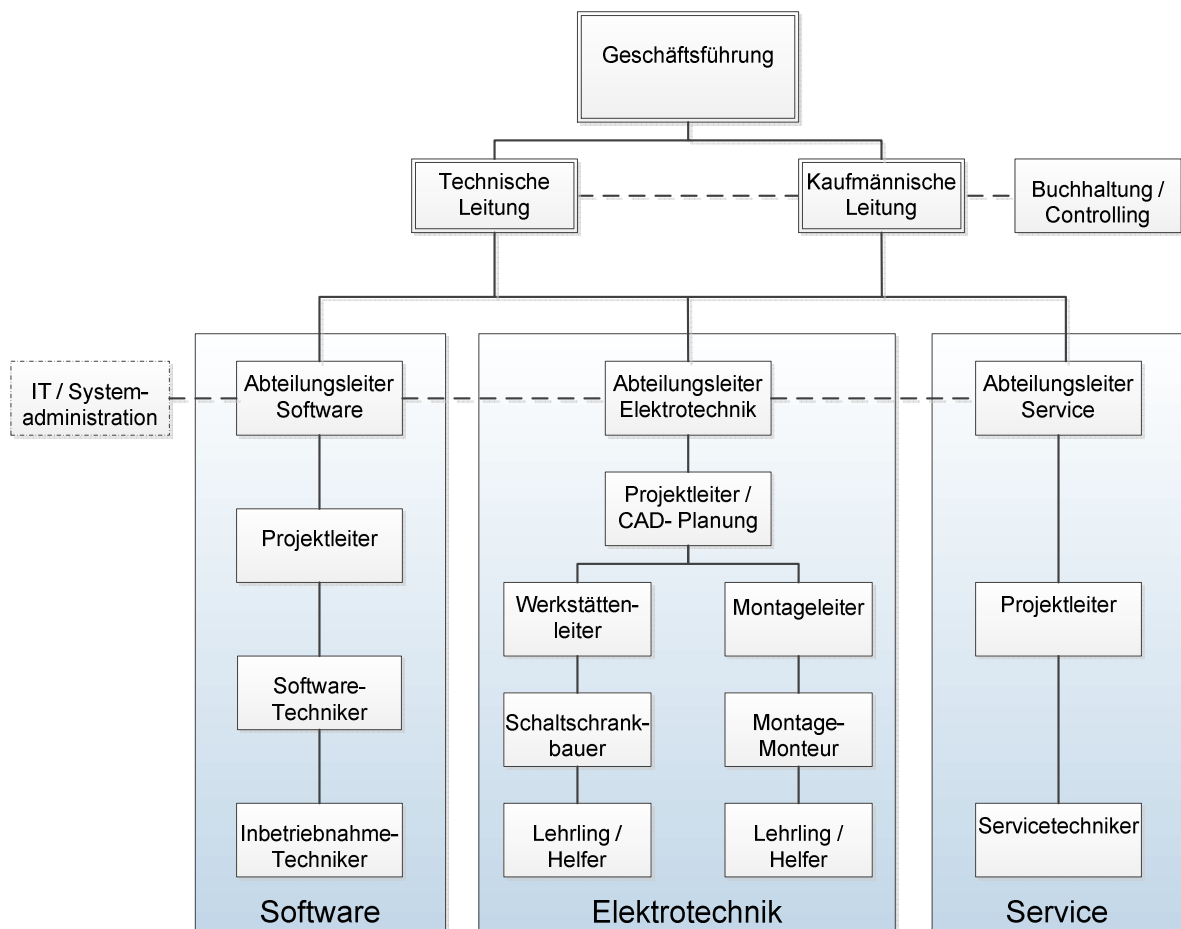 Geschäftsführung
Technische
Leitung
Kaufmännische
Leitung
Buchhaltung /
Controlling
IT / System-
administration
Abteilungsleiter
Software
Abteilungsleiter
Elektrotechnik
Abteilungsleiter
Service
Projektleiter
Projektleiter /
CAD- Planung
Werkstätten-
leiter
Montageleiter
Projektleiter
Software-
Techniker
Schaltschrank-
bauer
Montage-
Monteur
Inbetriebnahme-
Techniker
Lehrling /
Helfer
Lehrling /
Helfer
Servicetechniker
Software
Elektrotechnik
Service